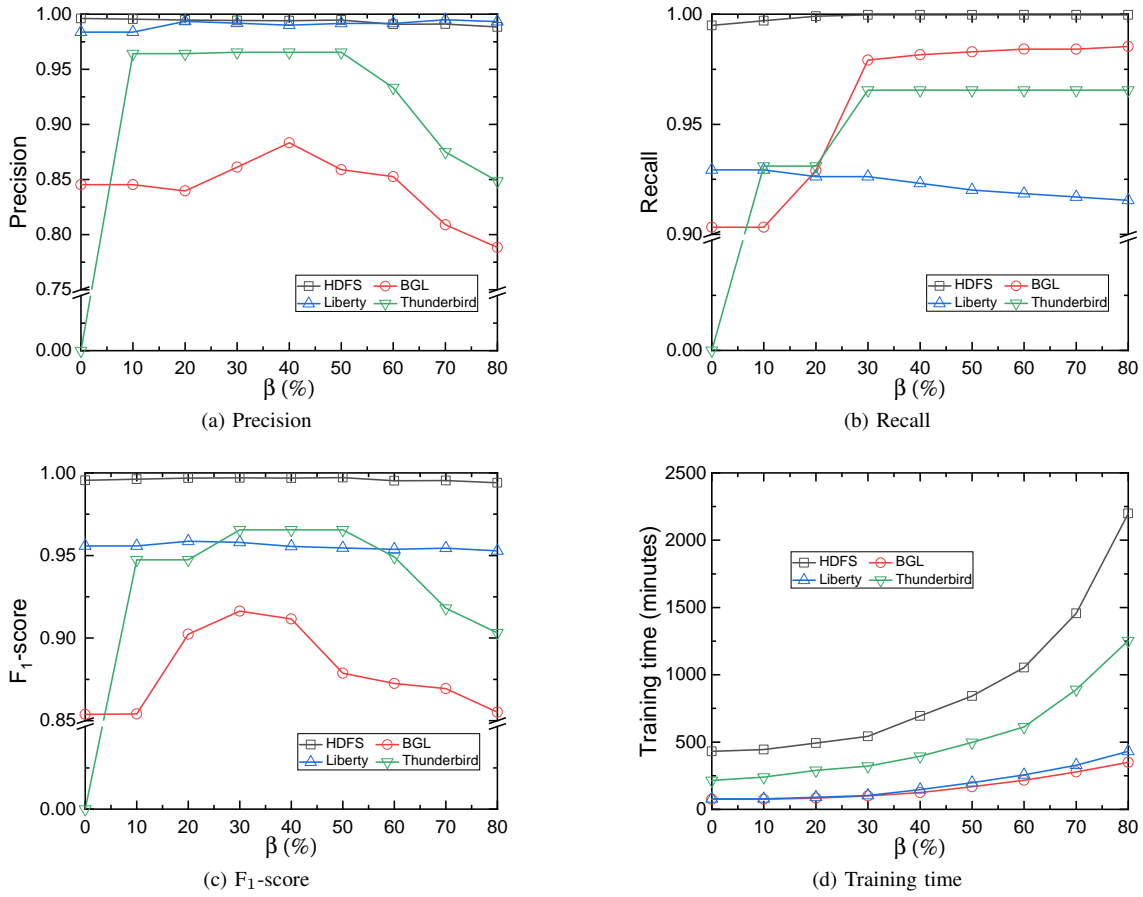 1.00
0.95
0.90
0.85
0.80
0.75
0.00
Precision
HDFS BGL
Liberty Thunderbird
0 10 20 30 40 50 60 70 80
β (%)
(a) Precision
1.00
0.95
0.90
0.00
Recall
HDFS BGL
Liberty Thunderbird
0 10 20 30 40 50 60 70 80
β (%)
(b) Recall
1.00
0.95
0.90
0.85
0.00
F₁-score
HDFS BGL
Liberty Thunderbird
0 10 20 30 40 50 60 70 80
β (%)
(c) F₁-score
2500
2000
1500
1000
500
0
Training time (minutes)
HDFS BGL
Liberty Thunderbird
0 10 20 30 40 50 60 70 80
β (%)
(d) Training time